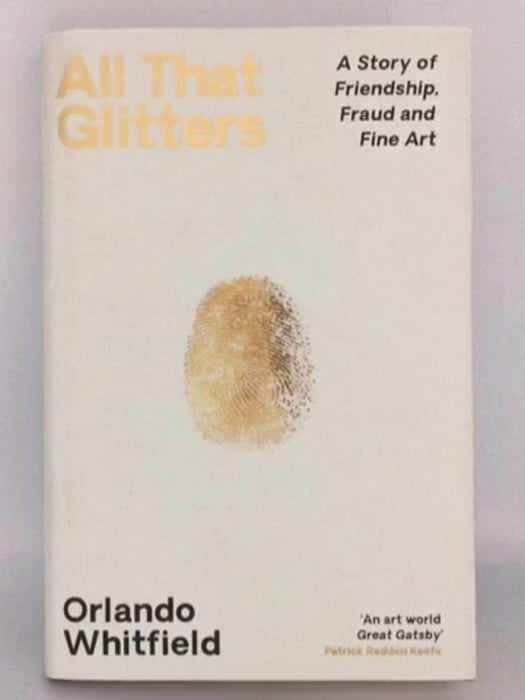 All That
Glitters
A Story of
Friendship,
Fraud and
Fine Art
Orlando
Whitfield
'An art world
Great Gatsby'
Patrick Radden Keefe